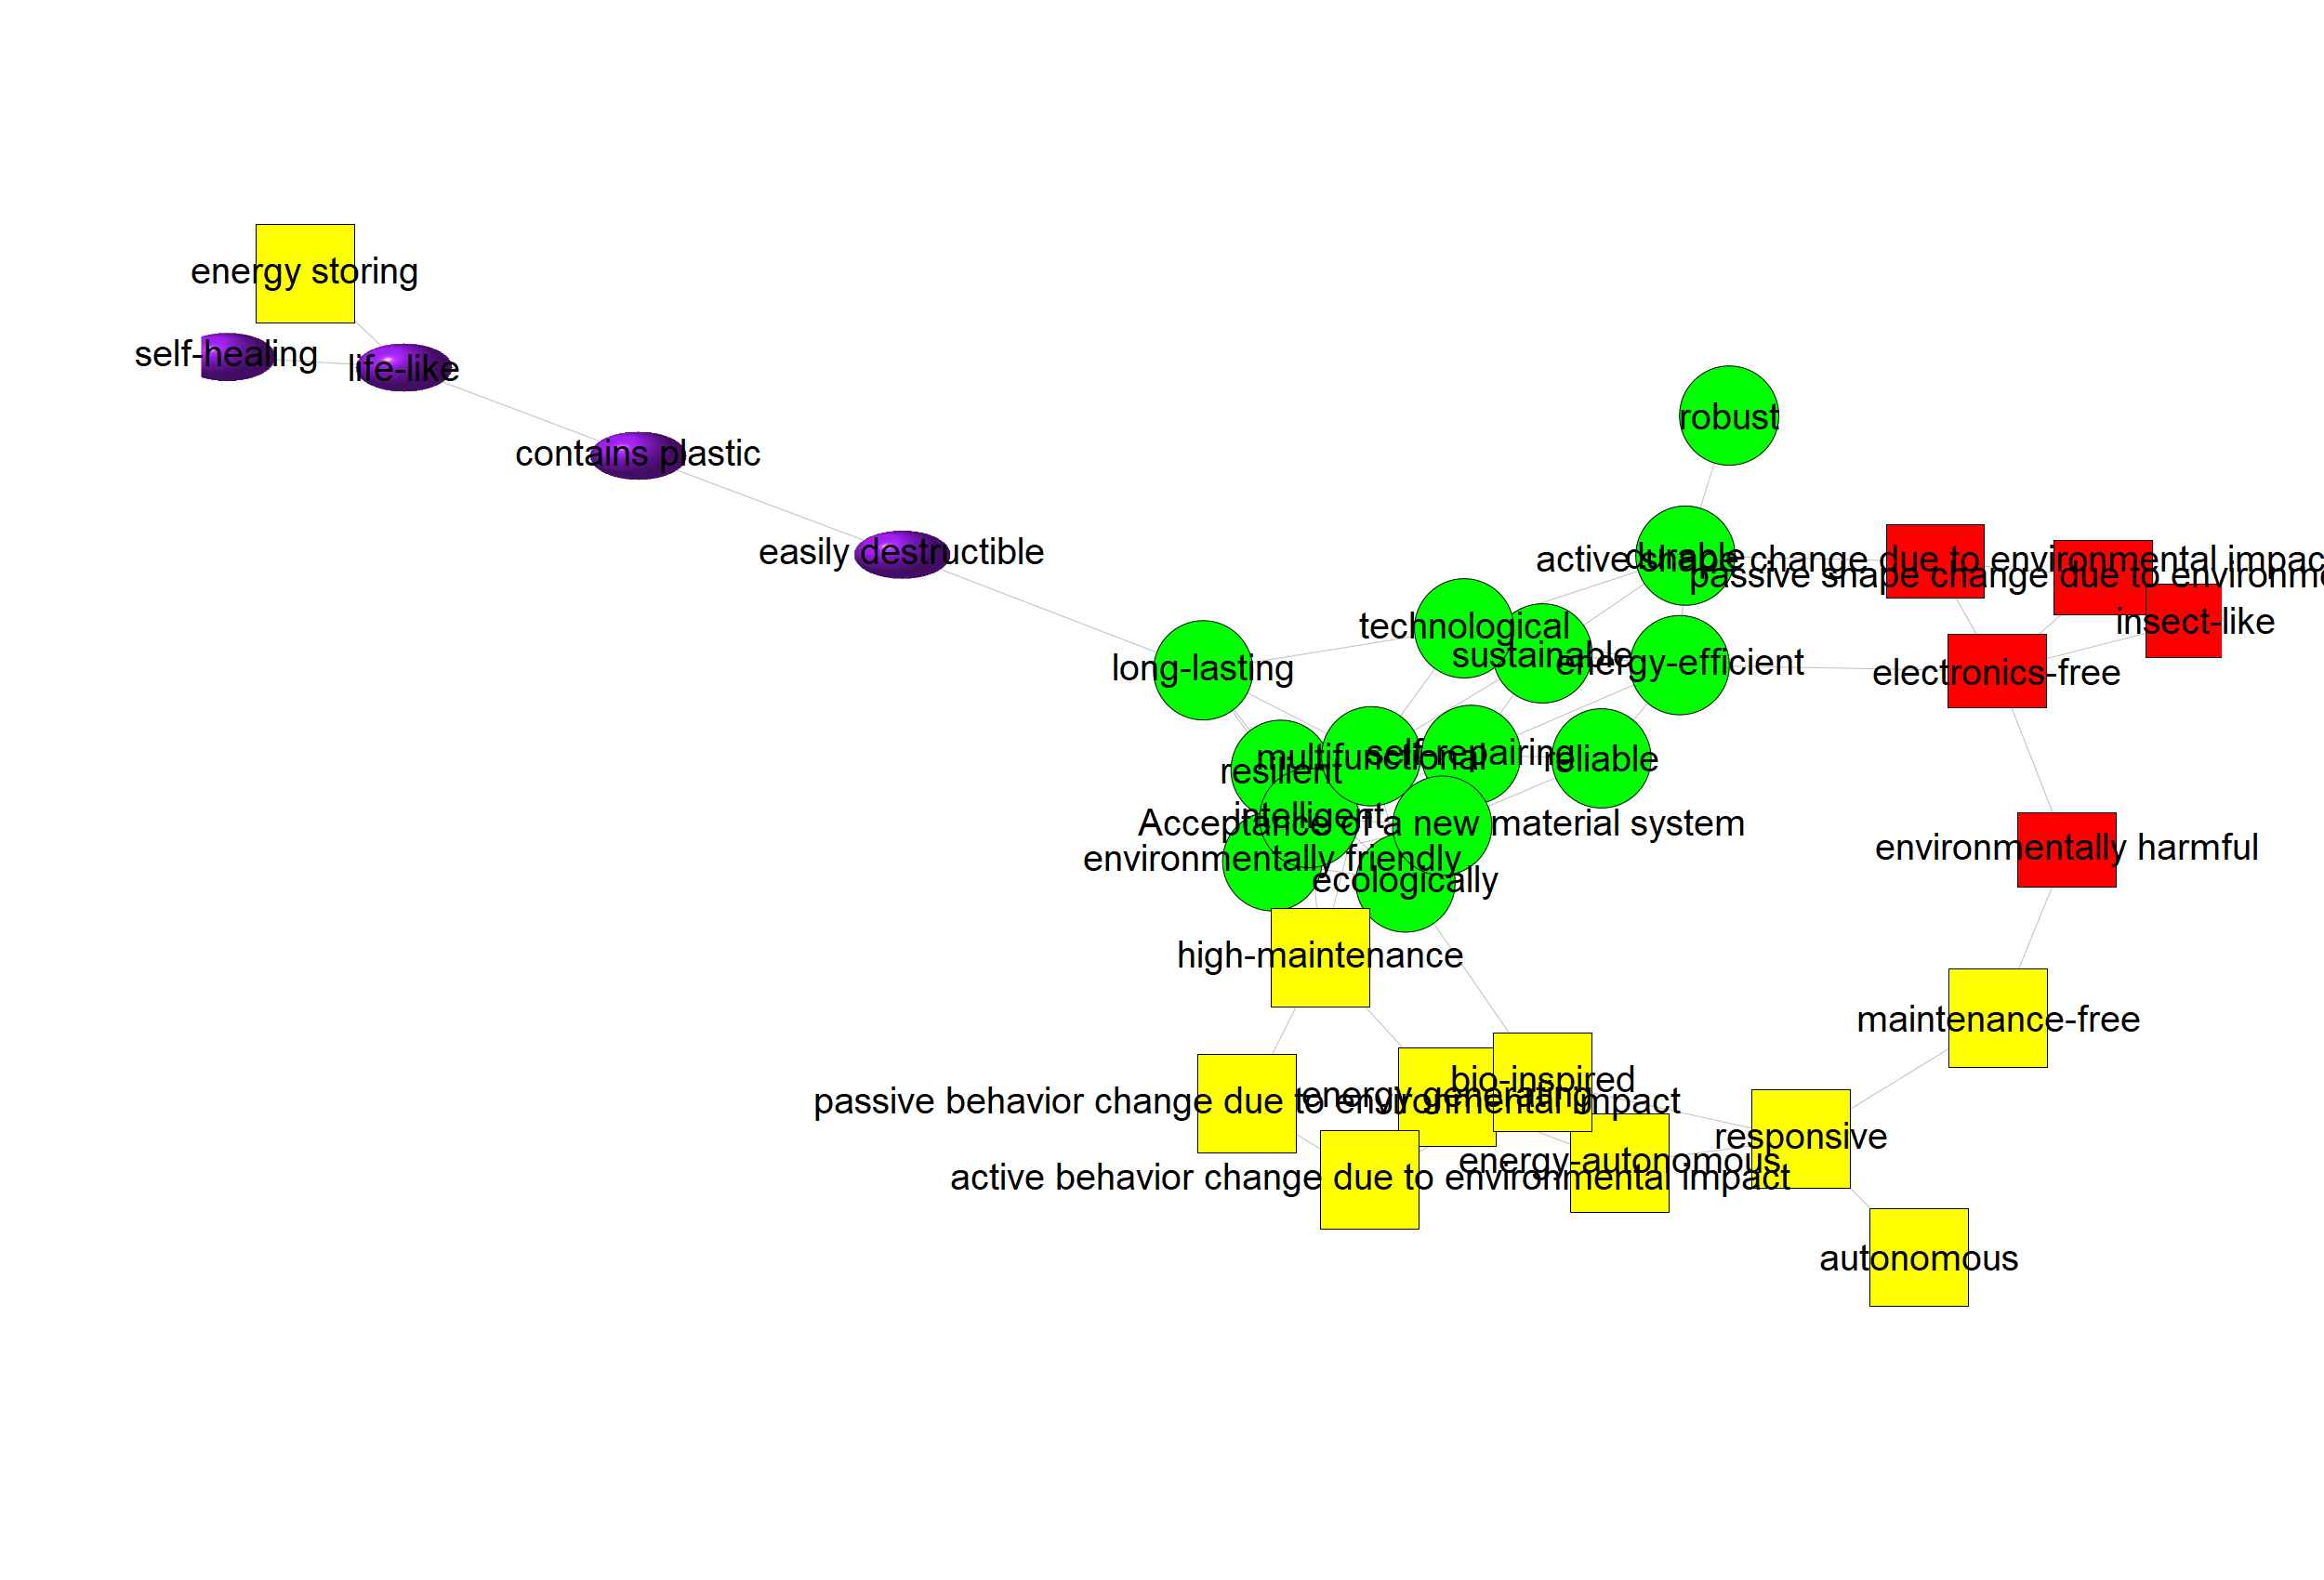 energy storing
self-healing
life-like
robust
contains plastic
easily destructible
durable
active shape change due to environmental impact
passive shape change due to environme
insect-like
technological
sustainable
energy-efficient
long-lasting
electronics-free
self-repairing
multifunctional
reliable
resilient
intelligent
Acceptance of a new material system
environmentally harmful
environmentally friendly
ecologically
high-maintenance
maintenance-free
bio-inspired
energy generating
passive behavior change due to environmental impact
responsive
energy-autonomous
active behavior change due to environmental impact
autonomous